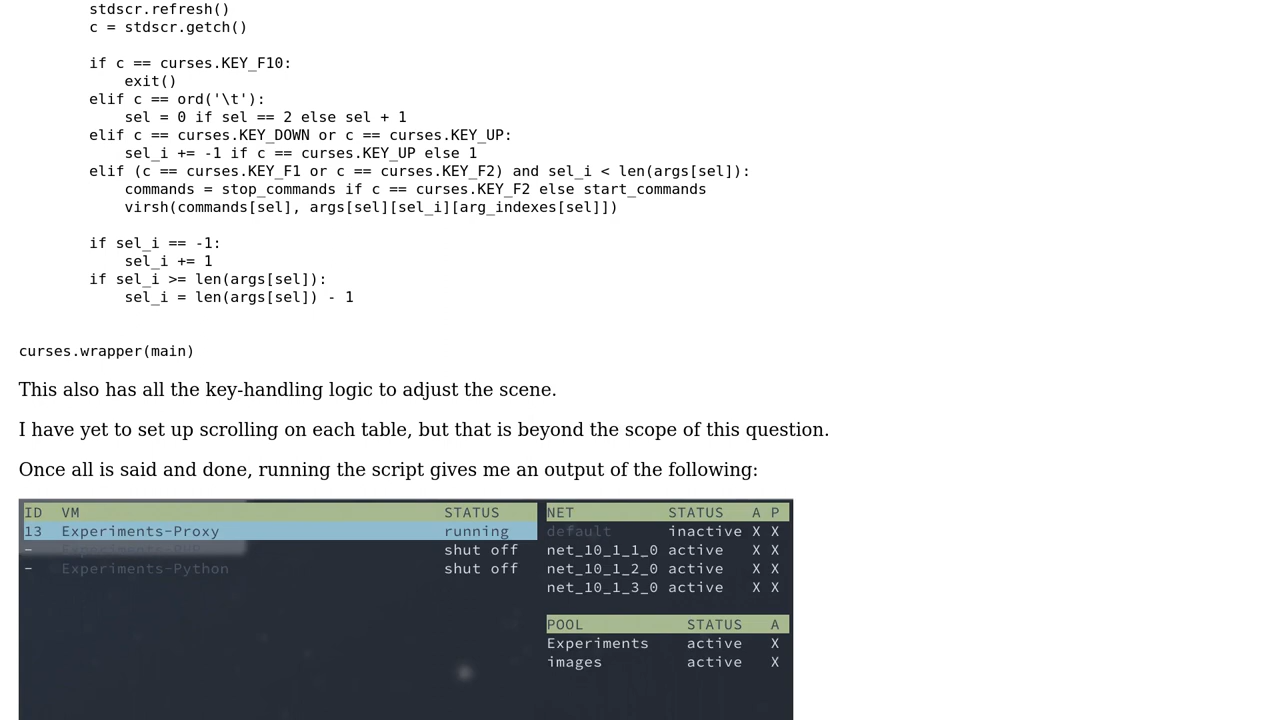 stdscr.refresh()
        c = stdscr.getch()

        if c == curses.KEY_F10:
            exit()
        elif c == ord('\t'):
            sel = 0 if sel == 2 else sel + 1
        elif c == curses.KEY_DOWN or c == curses.KEY_UP:
            sel_i += -1 if c == curses.KEY_UP else 1
        elif (c == curses.KEY_F1 or c == curses.KEY_F2) and sel_i < len(args[sel]):
            commands = stop_commands if c == curses.KEY_F2 else start_commands
            virsh(commands[sel], args[sel][sel_i][arg_indexes[sel]])

        if sel_i == -1:
            sel_i += 1
        if sel_i >= len(args[sel]):
            sel_i = len(args[sel]) - 1

curses.wrapper(main)
This also has all the key-handling logic to adjust the scene.
I have yet to set up scrolling on each table, but that is beyond the scope of this question.
Once all is said and done, running the script gives me an output of the following:
ID VM STATUS
13 Experiments-Proxy running
- Experiments-PHP shut off
- Experiments-Python shut off
NET STATUS A P
default inactive X X
net_10_1_1_0 active X X
net_10_1_2_0 active X X
net_10_1_3_0 active X X
POOL STATUS A
Experiments active X
images active X